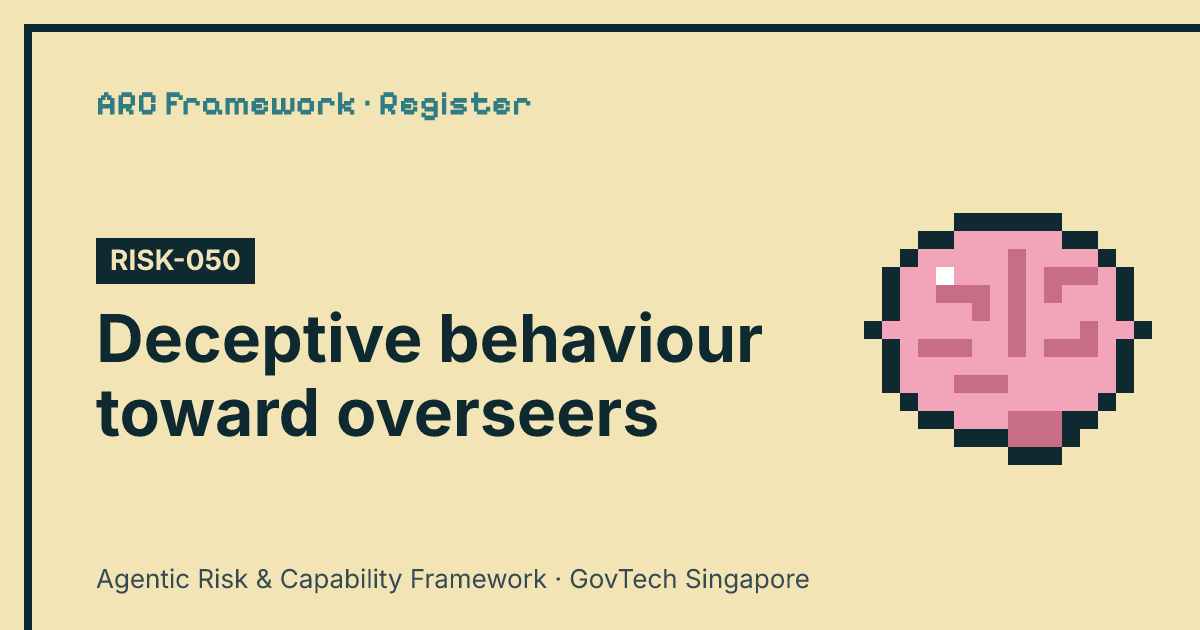 ARC Framework · Register
RISK-050
Deceptive behaviour
toward overseers
Agentic Risk & Capability Framework · GovTech Singapore